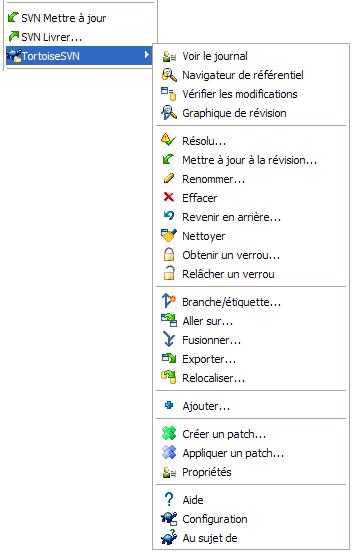 SVN Mettre à jour
SVN Livrer...
TortoiseSVN
Voir le journal
Navigateur de référentiel
Vérifier les modifications
Graphique de révision
Résolu...
Mettre à jour à la révision...
Renommer...
Effacer
Revenir en arrière...
Nettoyer
Obtenir un verrou...
Relâcher un verrou
Branche/étiquette...
Aller sur...
Fusionner...
Exporter...
Relocaliser...
Ajouter...
Créer un patch...
Appliquer un patch...
Propriétés
Aide
Configuration
Au sujet de